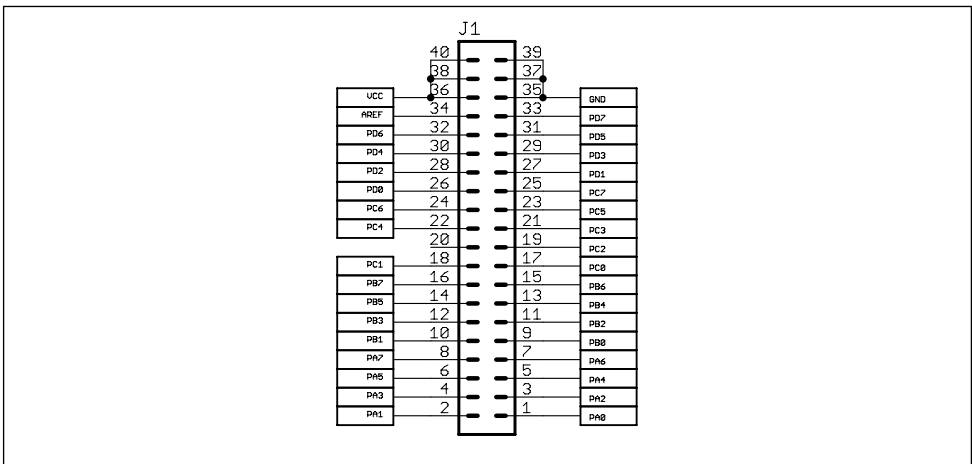 J1
40 39
38 37
VCC 36 35 GND
AREF 34 33 PD7
PD6 32 31 PD5
PD4 30 29 PD3
PD2 28 27 PD1
PD0 26 25 PC7
PC6 24 23 PC5
PC4 22 21 PC3
20 19 PC2
PC1 18 17 PC0
PB7 16 15 PB6
PB5 14 13 PB4
PB3 12 11 PB2
PB1 10 9 PB0
PA7 8 7 PA6
PA5 6 5 PA4
PA3 4 3 PA2
PA1 2 1 PA0